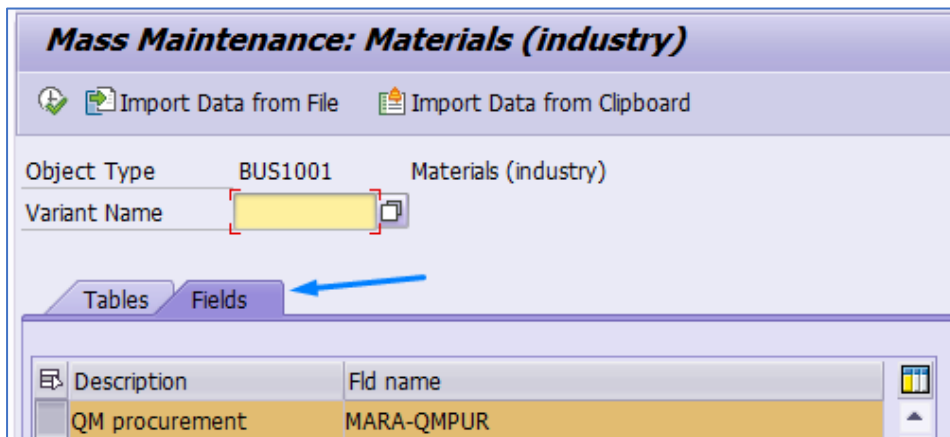 Mass Maintenance: Materials (industry)
Import Data from File Import Data from Clipboard
Object Type BUS1001 Materials (industry)
Variant Name
Tables Fields
Description Fld name
QM procurement MARA-QMPUR